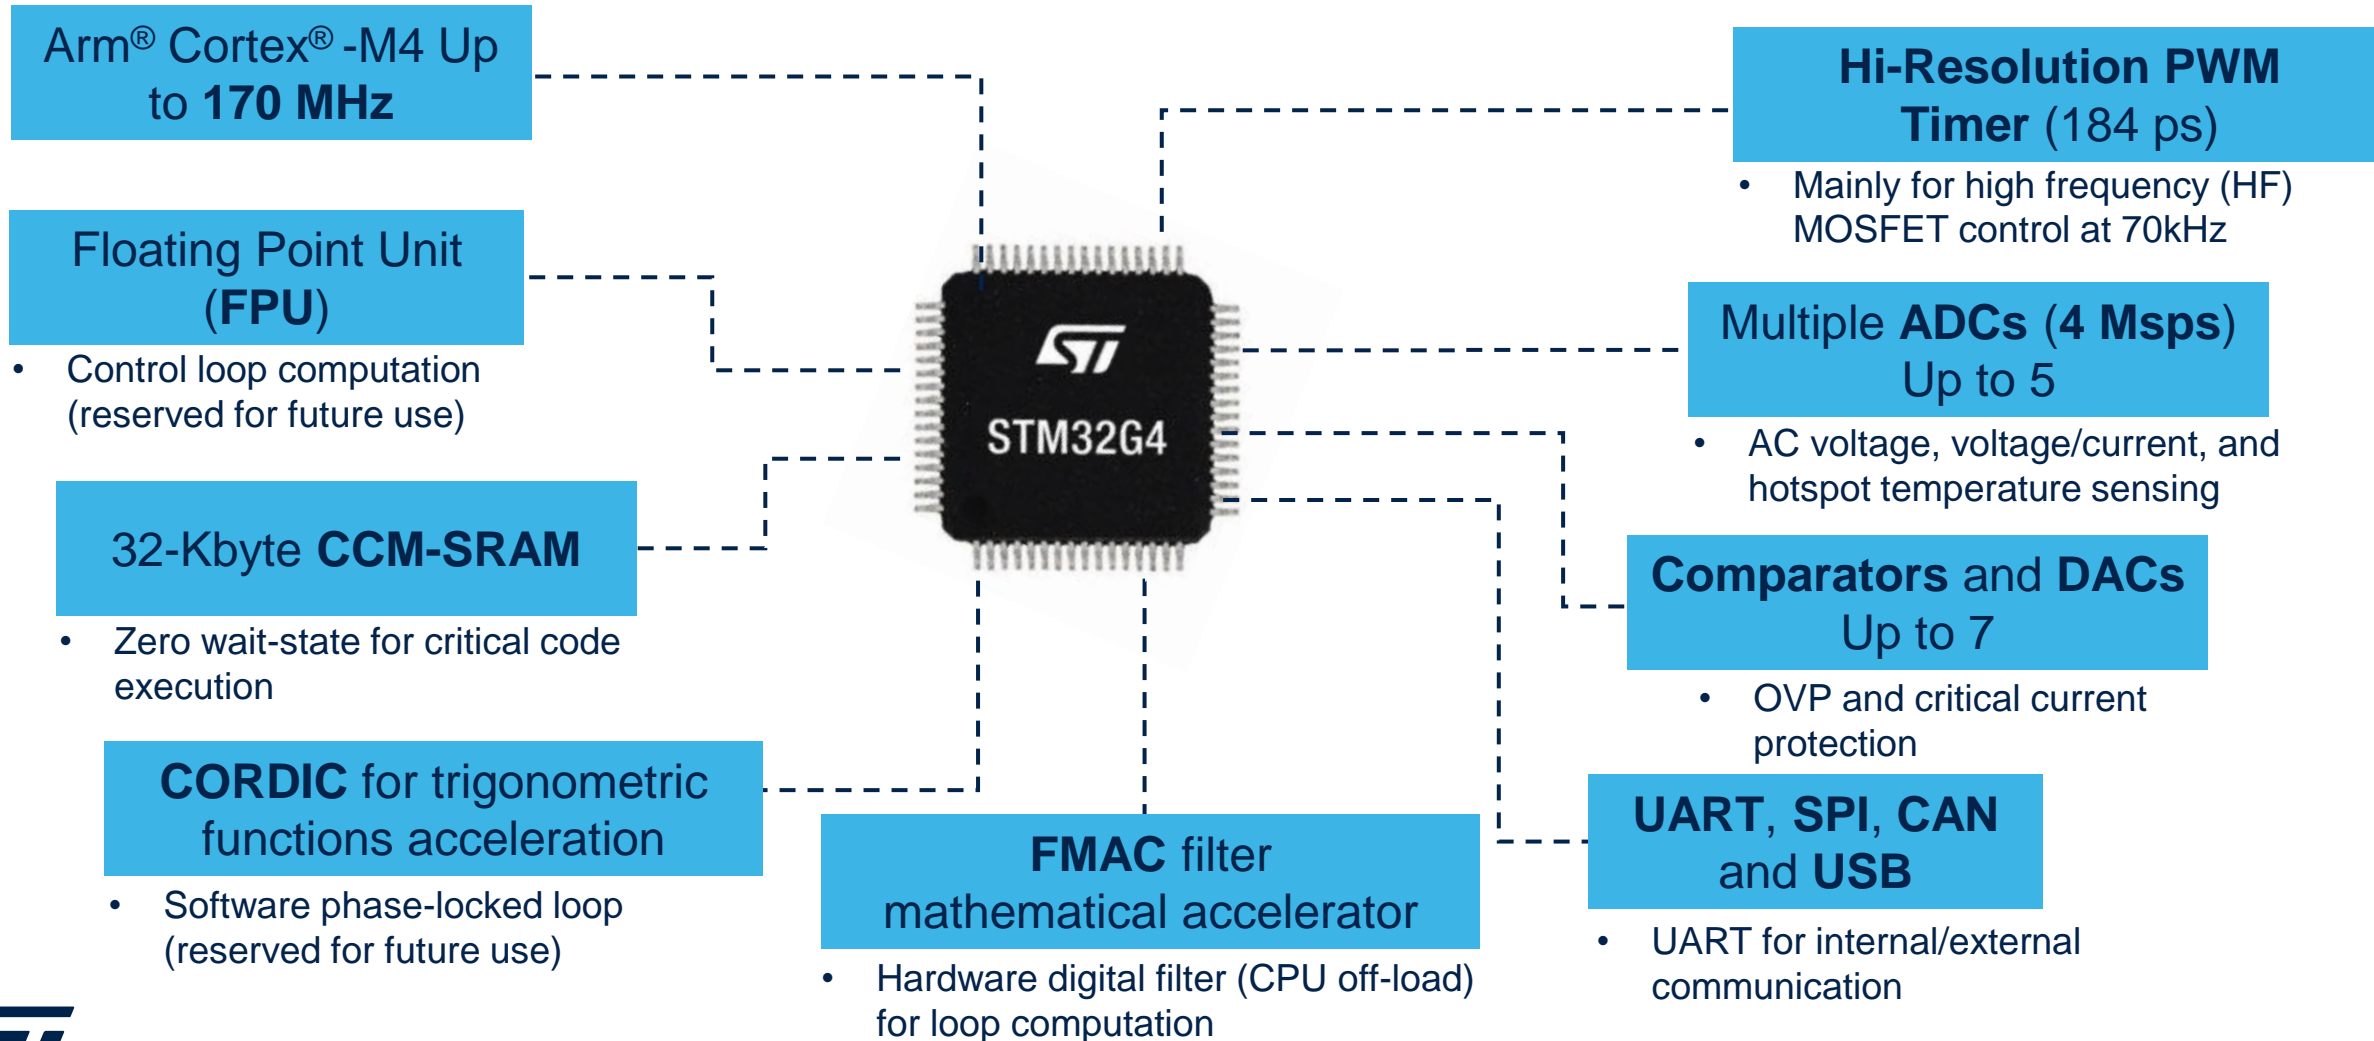 Arm® Cortex® -M4 Up
to 170 MHz
Floating Point Unit
(FPU)
• Control loop computation
(reserved for future use)
32-Kbyte CCM-SRAM
• Zero wait-state for critical code
execution
CORDIC for trigonometric
functions acceleration
• Software phase-locked loop
(reserved for future use)
ST
STM32G4
FMAC filter
mathematical accelerator
• Hardware digital filter (CPU off-load)
for loop computation
Hi-Resolution PWM
Timer (184 ps)
• Mainly for high frequency (HF)
MOSFET control at 70kHz
Multiple ADCs (4 Msps)
Up to 5
• AC voltage, voltage/current, and
hotspot temperature sensing
Comparators and DACs
Up to 7
• OVP and critical current
protection
UART, SPI, CAN
and USB
• UART for internal/external
communication